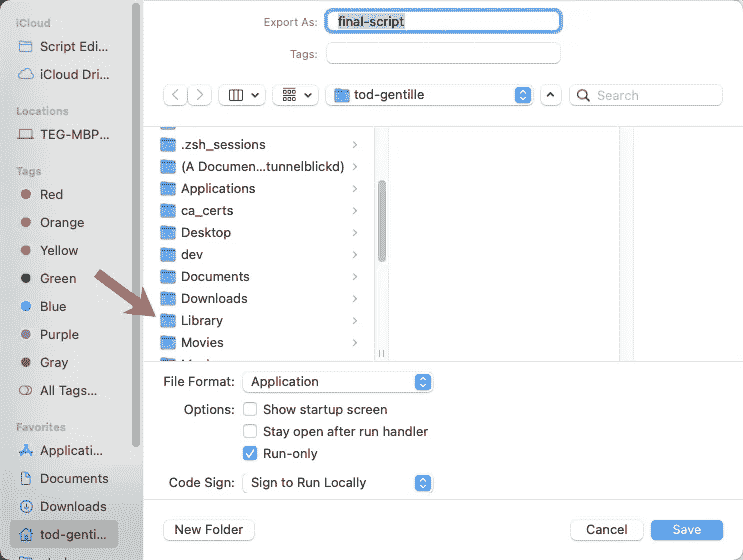 iCloud
Script Edi...
iCloud Dri...
Locations
TEG-MBP...
Tags
Red
Orange
Yellow
Green
Blue
Purple
Gray
All Tags...
Favorites
Applicati...
Documents
Downloads
tod-gentill...
Export As: final-script
Tags:
tod-gentille
Search
.zsh_sessions
(A Documen...tunnelblickd)
Applications
ca_certs
Desktop
dev
Documents
Downloads
Library
Movies
File Format: Application
Options: Show startup screen
Stay open after run handler
Run-only
Code Sign: Sign to Run Locally
New Folder
Cancel
Save